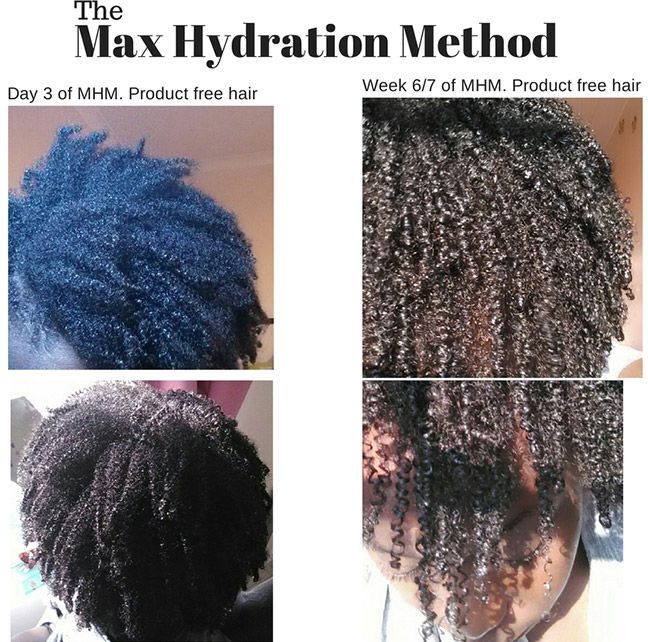 The
Max Hydration Method
Day 3 of MHM. Product free hair
Week 6/7 of MHM. Product free hair